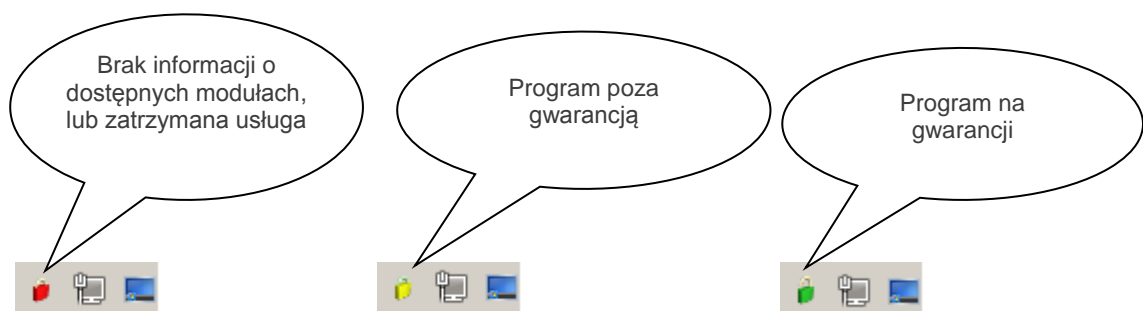 Brak informacji o
dostępnych modułach,
lub zatrzymana usługa
Program poza
gwarancją
Program na
gwarancji